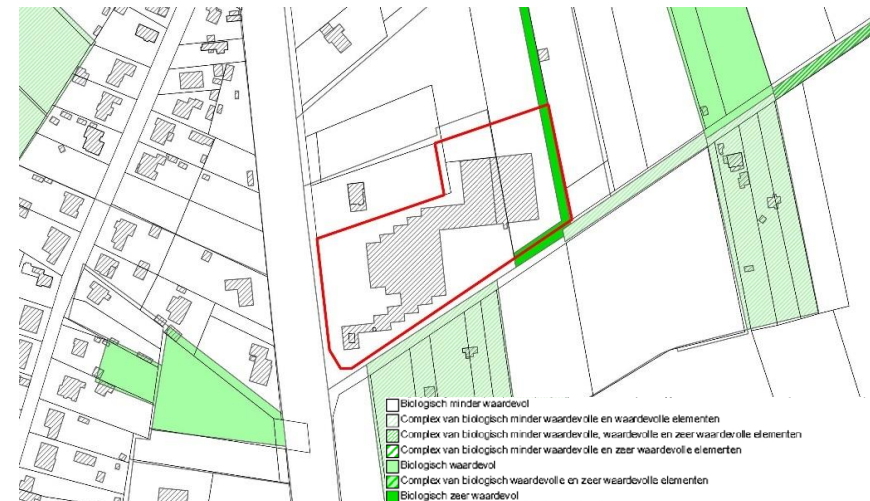 Biologisch minder waardevol
Complex van biologisch minder waardevolle en waardevolle elementen
Complex van biologisch minder waardevolle, waardevolle en zeer waardevolle elementen
Complex van biologisch minder waardevolle en zeer waardevolle elementen
Biologisch waardevol
Complex van biologisch waardevolle en zeer waardevolle elementen
Biologisch zeer waardevol